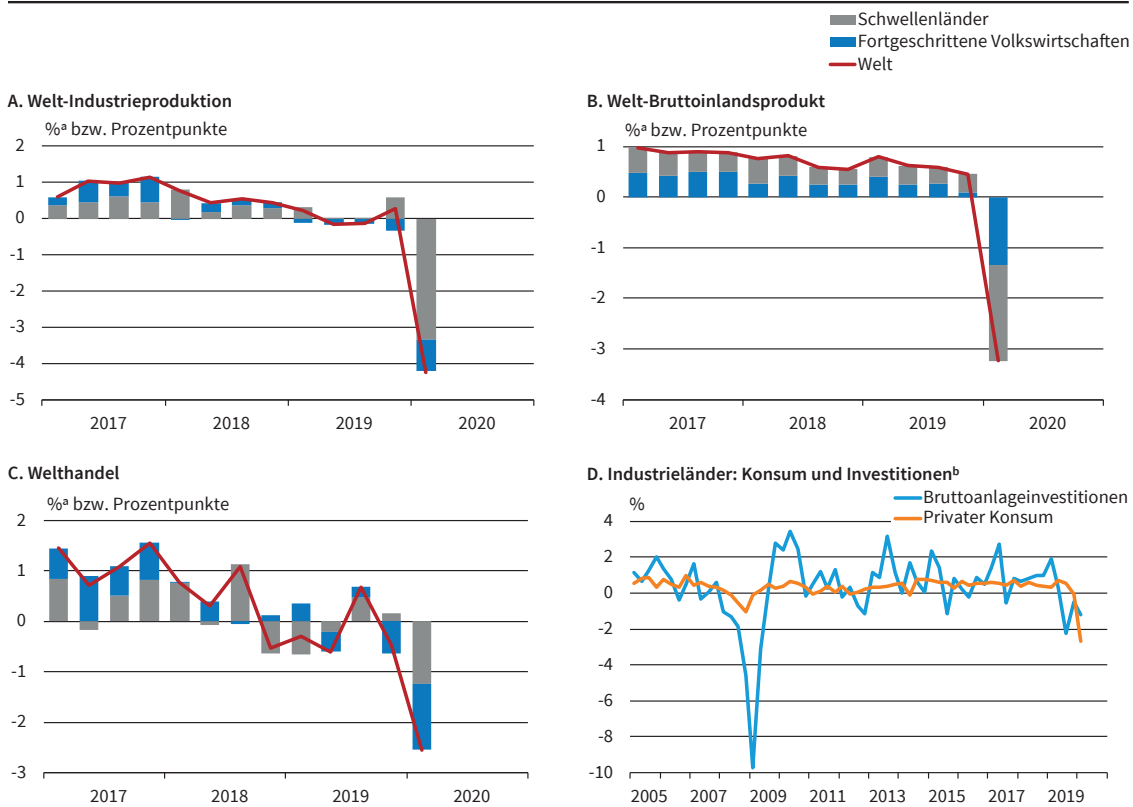 Schwellenländer
Fortgeschrittene Volkswirtschaften
Welt
A. Welt-Industrieproduktion
%ᵃ bzw. Prozentpunkte
2
1
0
-1
-2
-3
-4
-5
2017 2018 2019 2020
B. Welt-Bruttoinlandsprodukt
%ᵃ bzw. Prozentpunkte
1
0
-1
-2
-3
-4
2017 2018 2019 2020
C. Welthandel
%ᵃ bzw. Prozentpunkte
2
1
0
-1
-2
-3
2017 2018 2019 2020
D. Industrieländer: Konsum und Investitionenᵇ
%
Bruttoanlageinvestitionen
Privater Konsum
4
2
0
-2
-4
-6
-8
-10
2005 2007 2009 2011 2013 2015 2017 2019